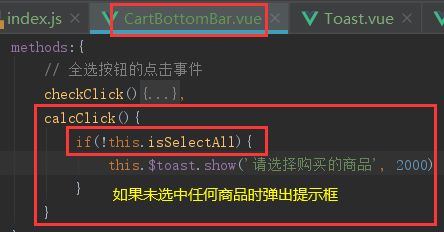 index.js × CartBottomBar.vue × Toast.vue ×
methods:{
// 全选按钮的点击事件
checkClick(){...},
calcClick(){
if(!this.isSelectAll){
this.$toast.show('请选择购买的商品', 2000)
}
如果未选中任何商品时弹出提示框
}